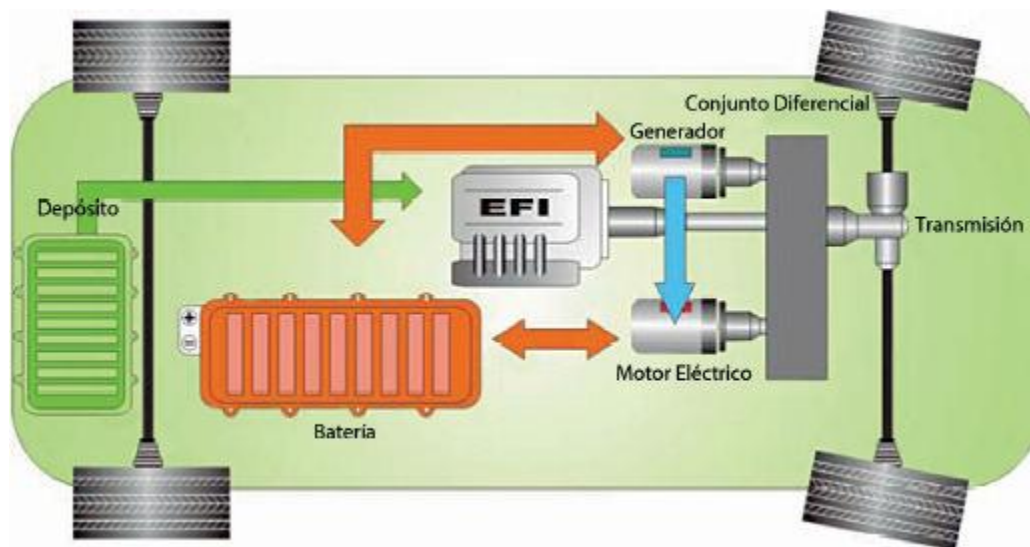 Conjunto Diferencial
Generador
Depósito
EFI
Transmisión
Motor Eléctrico
Batería